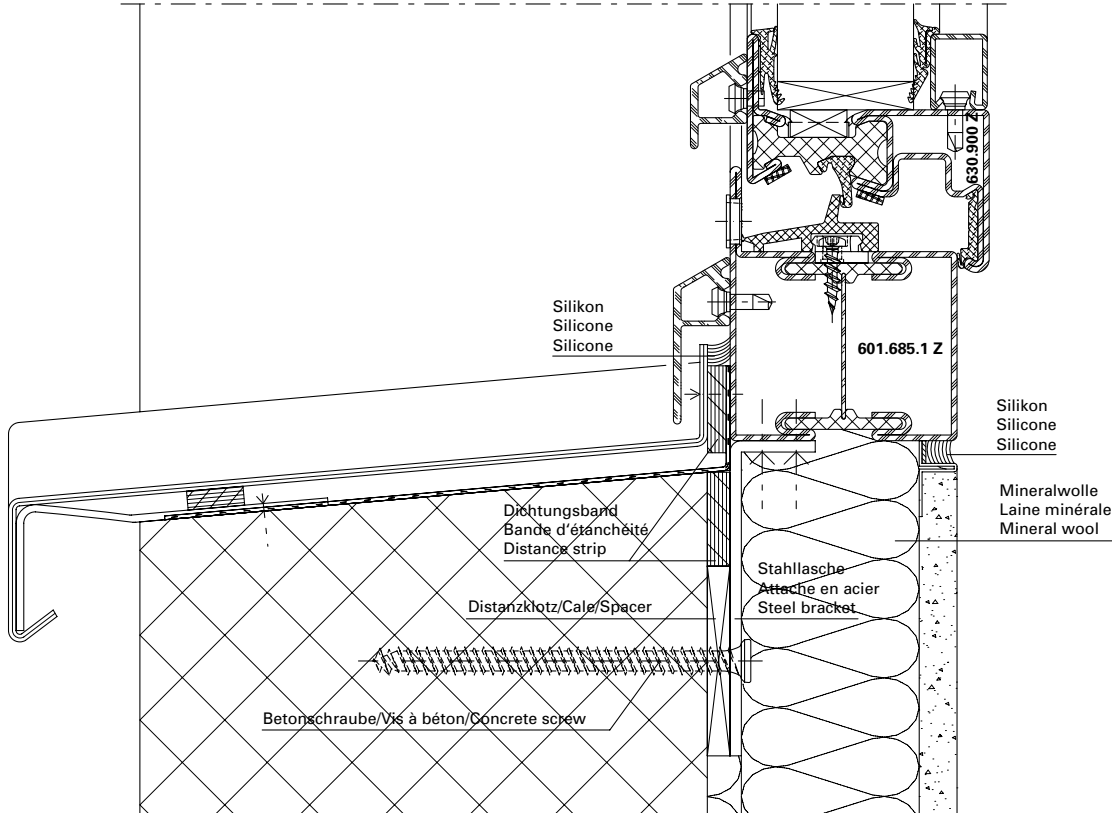 630.900 Z
Silikon
Silicone
Silicone
601.685.1 Z
Silikon
Silicone
Silicone
Mineralwolle
Laine minérale
Mineral wool
Dichtungsband
Bande d'étanchéité
Distance strip
Stahllasche
Attache en acier
Steel bracket
Distanzklotz/Cale/Spacer
Betonschraube/Vis à béton/Concrete screw